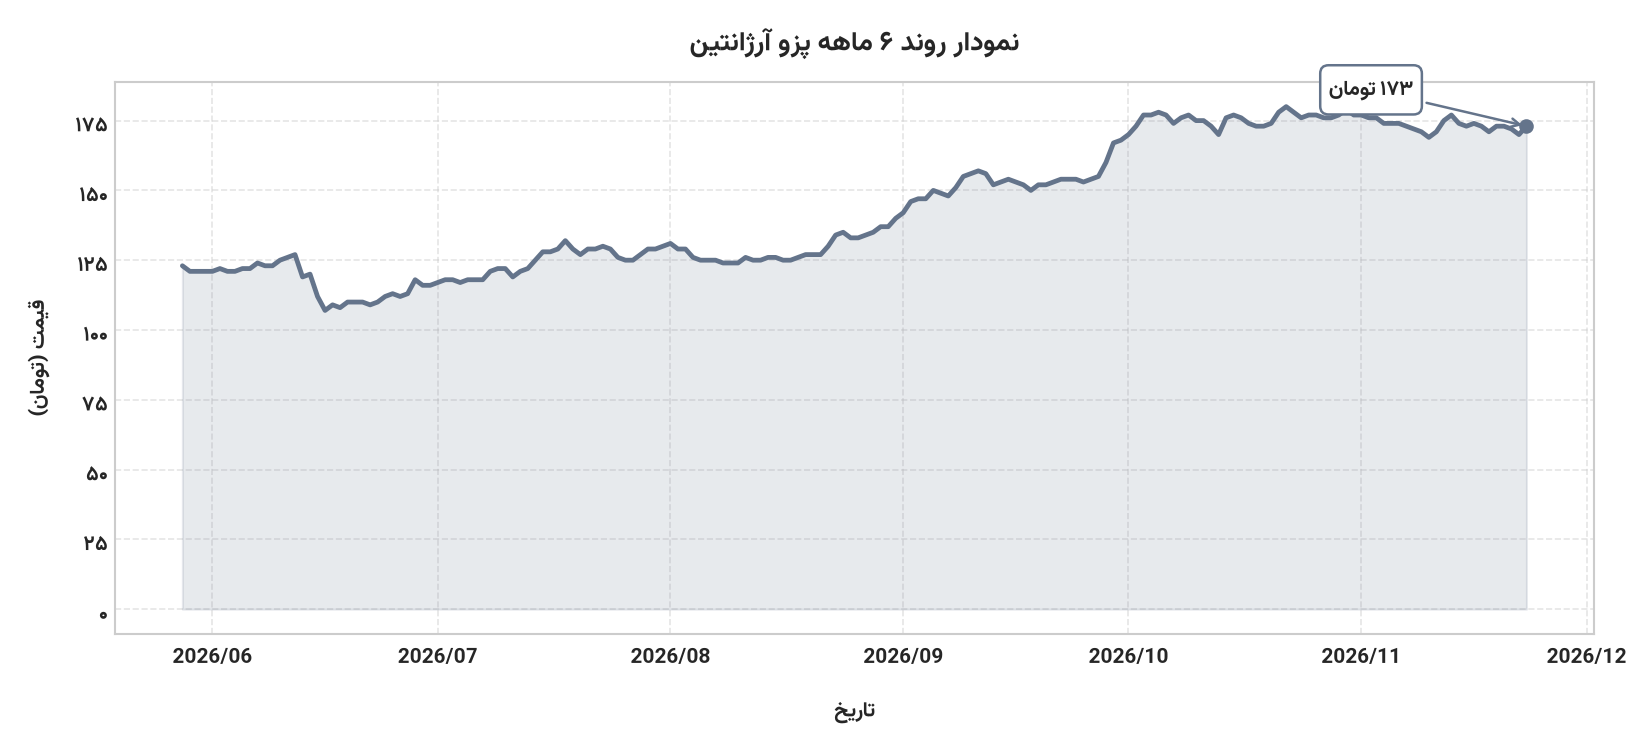 نمودار روند ۶ ماهه پزو آرژانتین
۱۷۳ تومان
۱۷۵
۱۵۰
۱۲۵
۱۰۰
۷۵
۵۰
۲۵
۰
قیمت (تومان)
2026/06 2026/07 2026/08 2026/09 2026/10 2026/11 2026/12
تاریخ